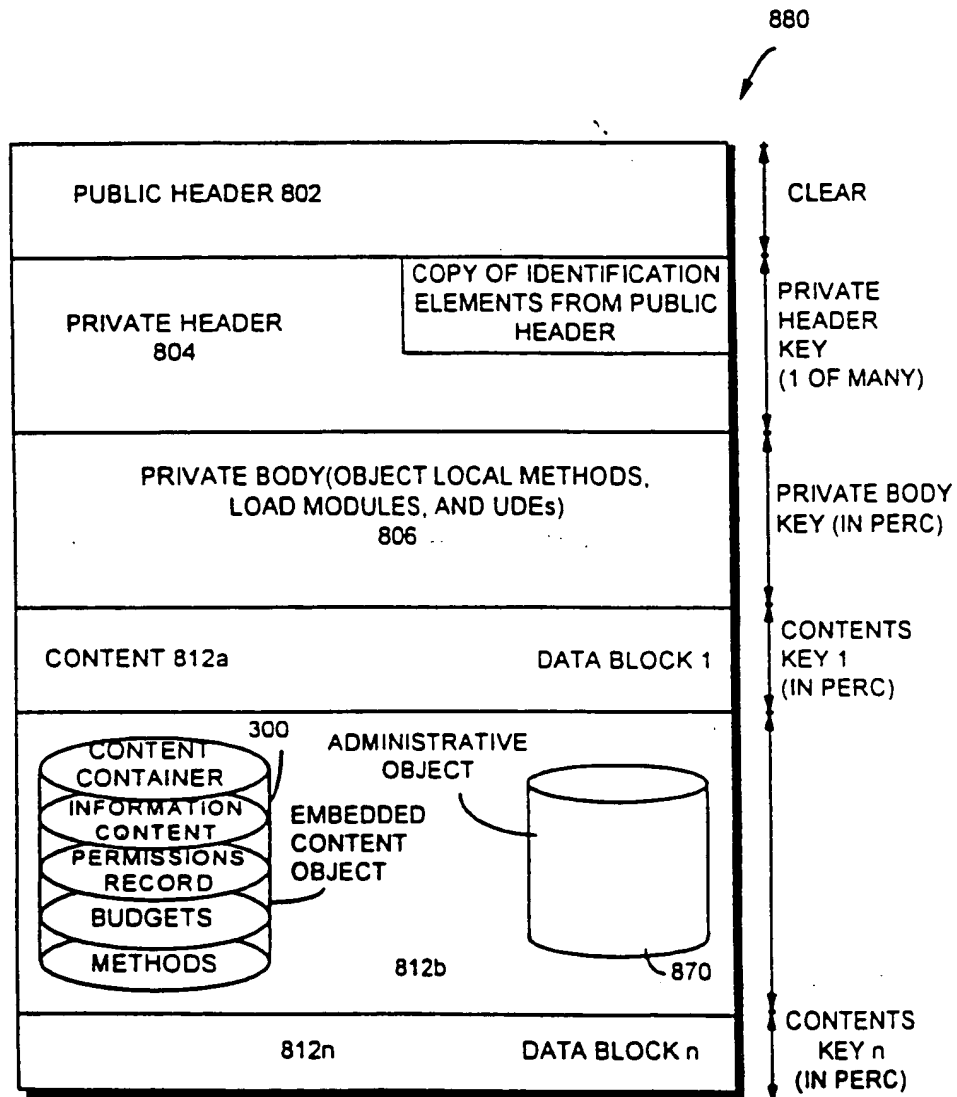 880
PUBLIC HEADER 802
CLEAR
COPY OF IDENTIFICATION
ELEMENTS FROM PUBLIC
HEADER
PRIVATE HEADER
804
PRIVATE
HEADER
KEY
(1 OF MANY)
PRIVATE BODY(OBJECT LOCAL METHODS,
LOAD MODULES, AND UDEs)
806
PRIVATE BODY
KEY (IN PERC)
CONTENT 812a
DATA BLOCK 1
CONTENTS
KEY 1
(IN PERC)
300
CONTENT
CONTAINER
INFORMATION
CONTENT
PERMISSIONS
RECORD
BUDGETS
METHODS
EMBEDDED
CONTENT
OBJECT
ADMINISTRATIVE
OBJECT
812b
870
812n
DATA BLOCK n
CONTENTS
KEY n
(IN PERC)